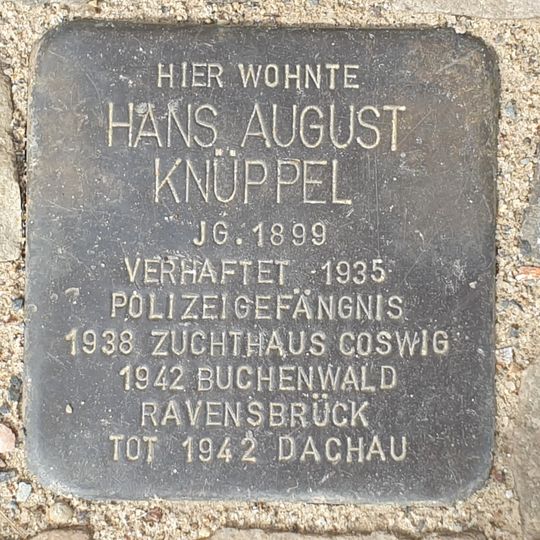 HIER WOHNTE
HANS AUGUST
KNÜPPEL
JG. 1899
VERHAFTET 1935
POLIZEIGEFÄNGNIS
1938 ZUCHTHAUS COSWIG
1942 BUCHENWALD
RAVENSBRÜCK
TOT 1942 DACHAU